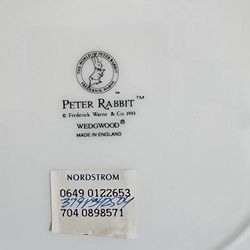 THE WORLD OF PETER RABBIT
FREDERICK WARNE
PETER RABBIT™
© Frederick Warne & Co. 1993
WEDGWOOD®
MADE IN ENGLAND
NORDSTROM
0649 0122653
704 0898571